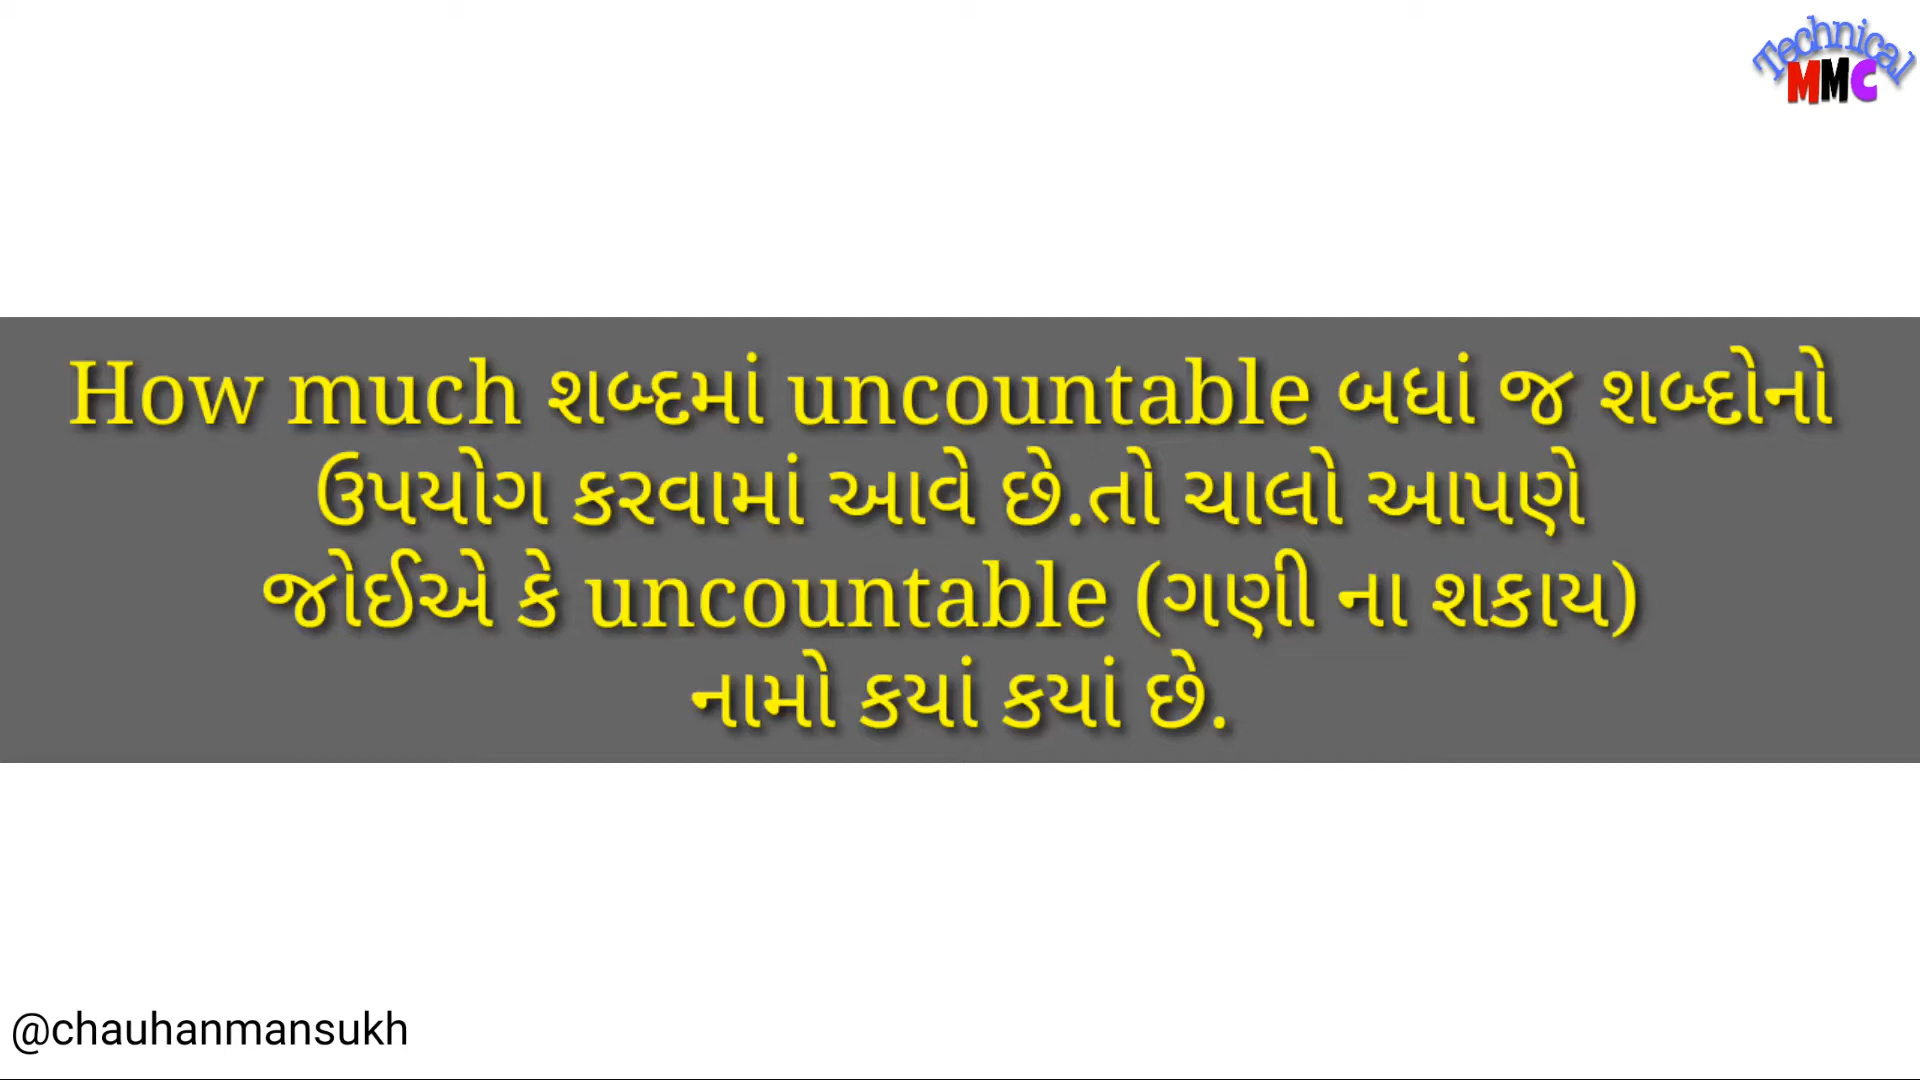 Technical
MMC
How much શબ્દમાં uncountable બધાં જ શબ્દોનો
ઉપયોગ કરવામાં આવે છે.તો ચાલો આપણે
જોઈએ કે uncountable (ગણી ના શકાય)
નામો કયાં કયાં છે.
@chauhanmansukh